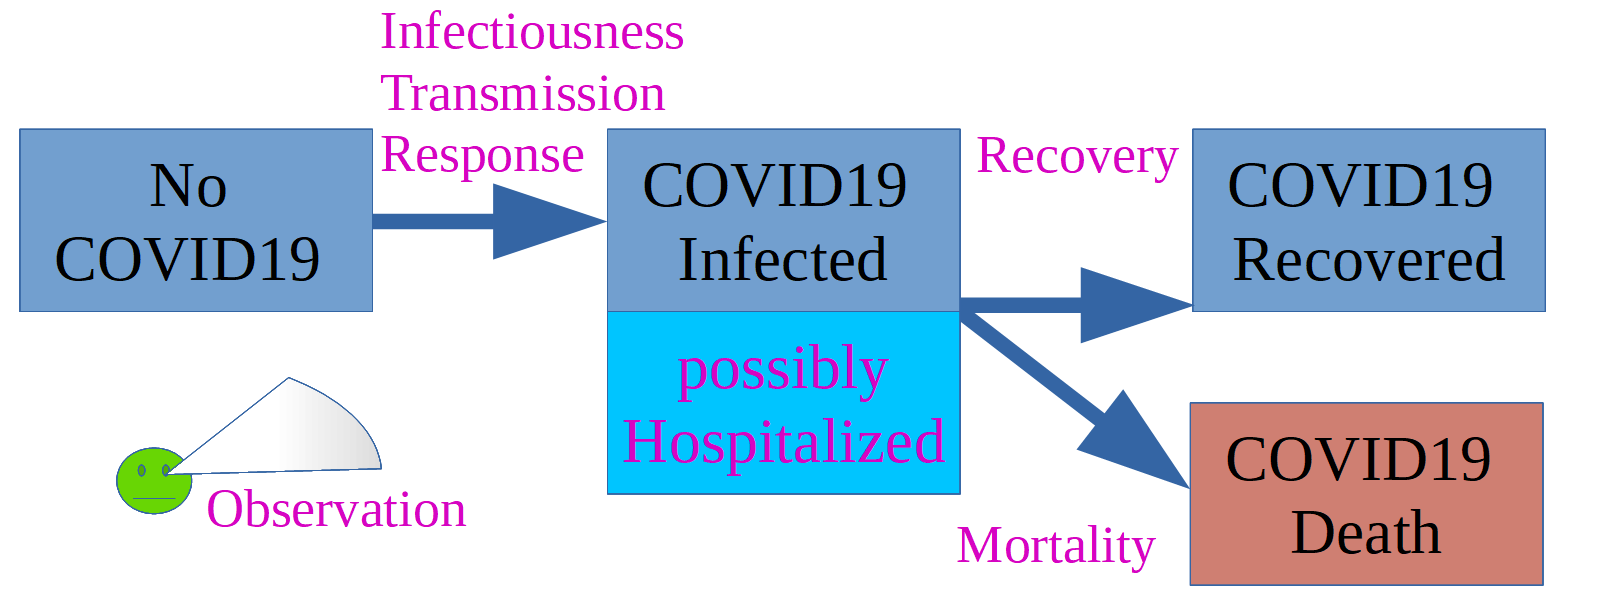 Infectiousness
Transmission
Response
No
COVID19
COVID19
Infected
possibly
Hospitalized
Recovery
COVID19
Recovered
Observation
Mortality
COVID19
Death